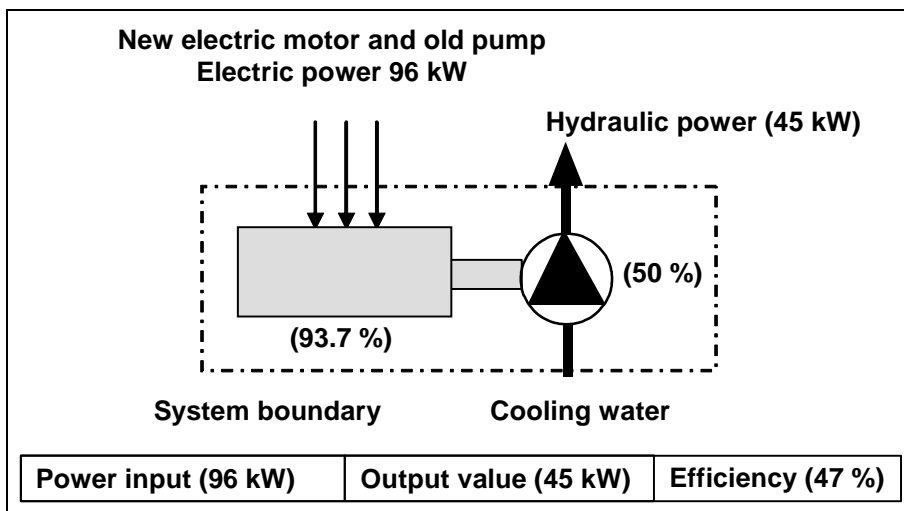 New electric motor and old pump
Electric power 96 kW
Hydraulic power (45 kW)
(50 %)
(93.7 %)
System boundary
Cooling water
Power input (96 kW)
Output value (45 kW)
Efficiency (47 %)